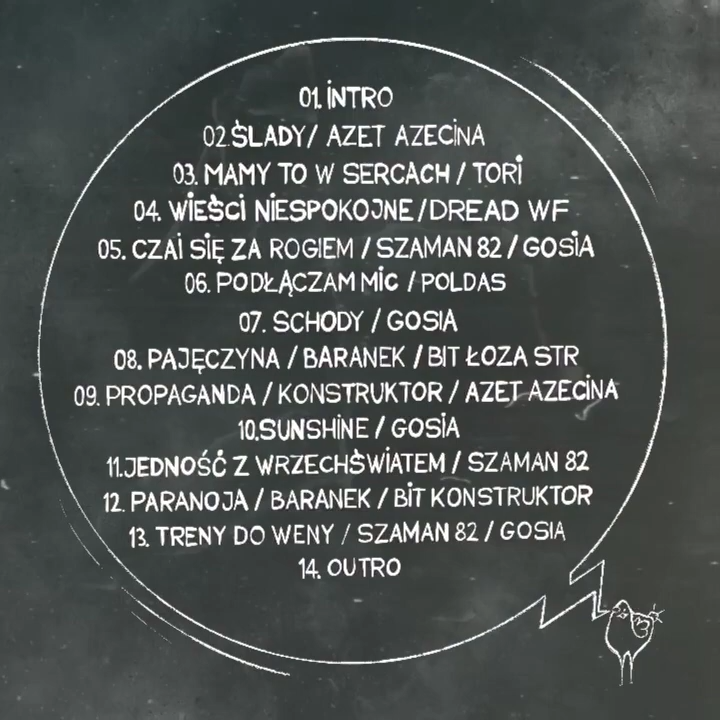 01. INTRO
02. ŚLADY / AZET AZECINA
03. MAMY TO W SERCACH / TORI
04. WIEŚCI NIESPOKOJNE / DREAD WF
05. CZAI SIĘ ZA ROGIEM / SZAMAN 82 / GOSIA
06. PODŁĄCZAM MIC / POLDAS
07. SCHODY / GOSIA
08. PAJĘCZYNA / BARANEK / BIT ŁOZA STR
09. PROPAGANDA / KONSTRUKTOR / AZET AZECINA
10. SUNSHINE / GOSIA
11. JEDNOŚĆ Z WRZECHŚWIATEM / SZAMAN 82
12. PARANOJA / BARANEK / BIT KONSTRUKTOR
13. TRENY DO WENY / SZAMAN 82 / GOSIA
14. OUTRO